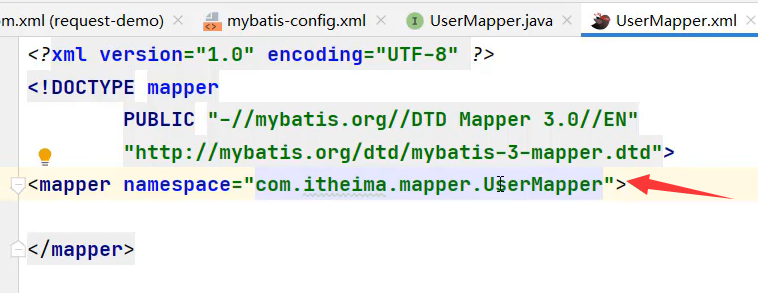 om.xml (request-demo) × mybatis-config.xml × UserMapper.java × UserMapper.xml ×
<?xml version="1.0" encoding="UTF-8" ?>
<!DOCTYPE mapper
PUBLIC "-//mybatis.org//DTD Mapper 3.0//EN"
"http://mybatis.org/dtd/mybatis-3-mapper.dtd">
<mapper namespace="com.itheima.mapper.UserMapper">
</mapper>